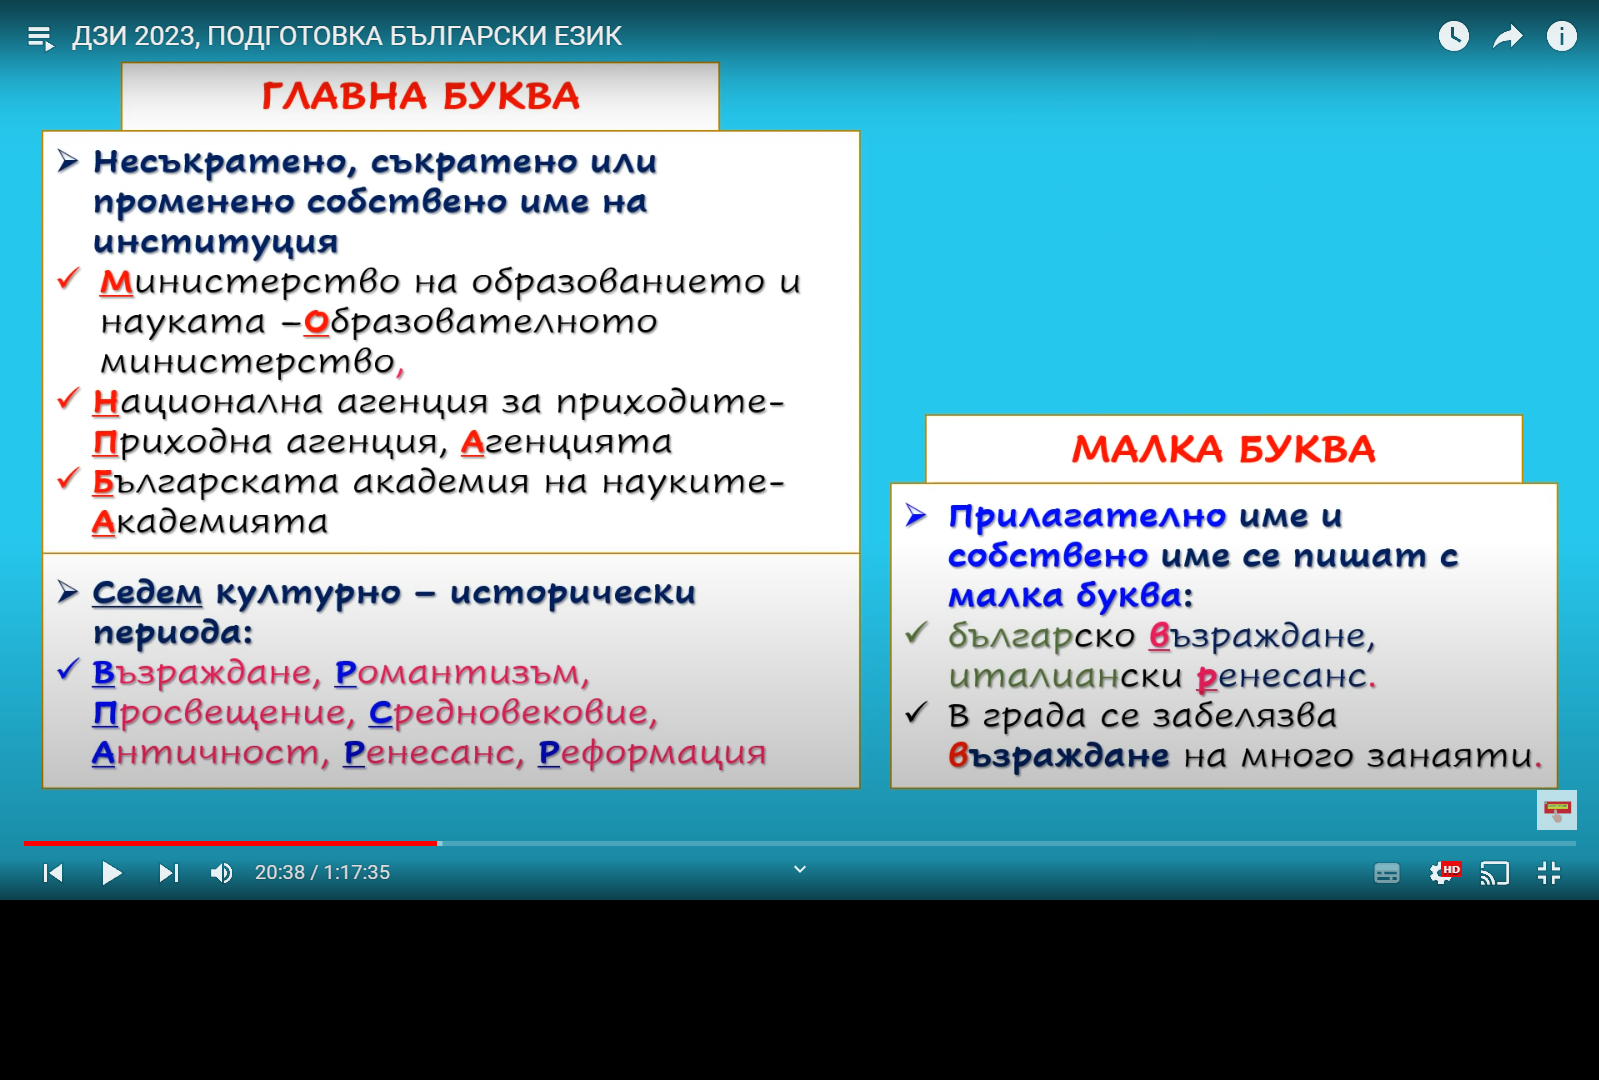 ДЗИ 2023, ПОДГОТОВКА БЪЛГАРСКИ ЕЗИК
ГЛАВНА БУКВА
Несъкратено, съкратено или
променено собствено име на
институция
Министерство на образованието и
науката –Образователното
министерство,
Национална агенция за приходите-
Приходна агенция, Агенцията
Българската академия на науките-
Академията
Седем културно – исторически
периода:
Възраждане, Романтизъм,
Просвещение, Средновековие,
Античност, Ренесанс, Реформация
МАЛКА БУКВА
Прилагателно име и
собствено име се пишат с
малка буква:
българско възраждане,
италиански ренесанс.
В града се забелязва
възраждане на много занаяти.
20:38 / 1:17:35
HD